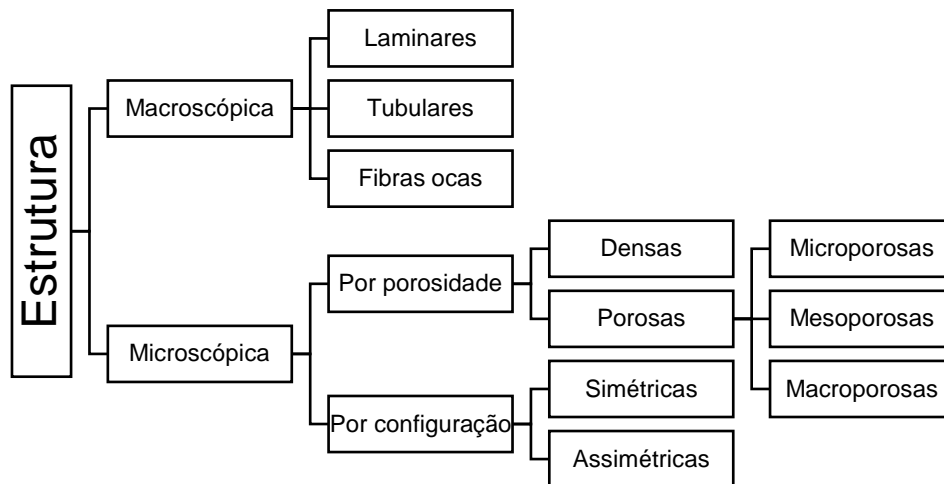 Estrutura
Macroscópica
Laminares
Tubulares
Fibras ocas
Microscópica
Por porosidade
Densas
Porosas
Microporosas
Mesoporosas
Macroporosas
Por configuração
Simétricas
Assimétricas